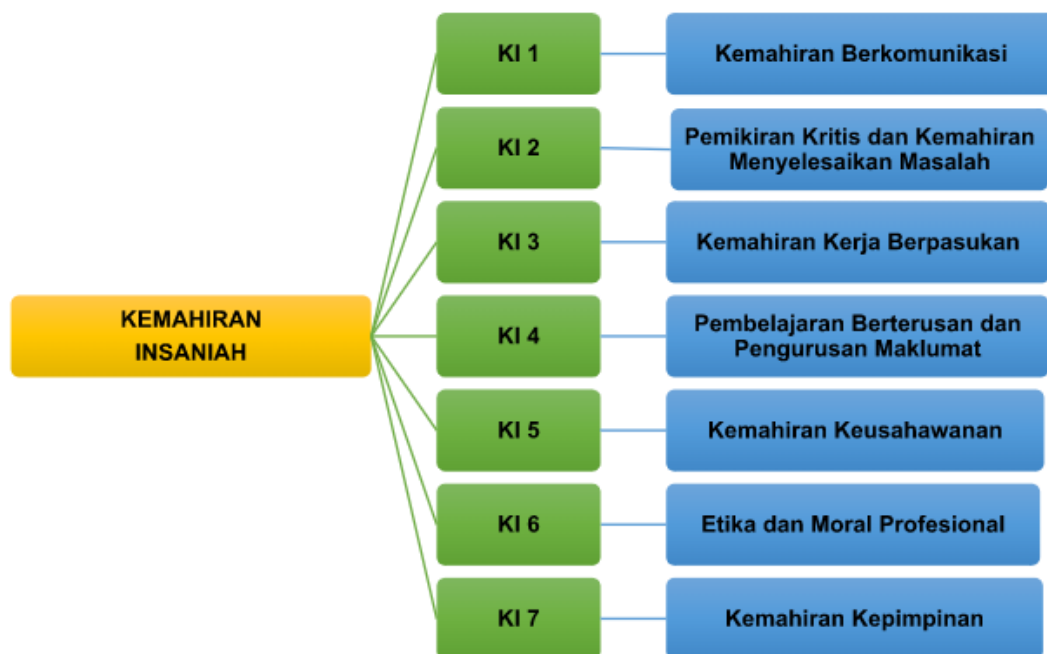 KEMAHIRAN
INSANIAH
KI 1
Kemahiran Berkomunikasi
KI 2
Pemikiran Kritis dan Kemahiran
Menyelesaikan Masalah
KI 3
Kemahiran Kerja Berpasukan
KI 4
Pembelajaran Berterusan dan
Pengurusan Maklumat
KI 5
Kemahiran Keusahawanan
KI 6
Etika dan Moral Profesional
KI 7
Kemahiran Kepimpinan